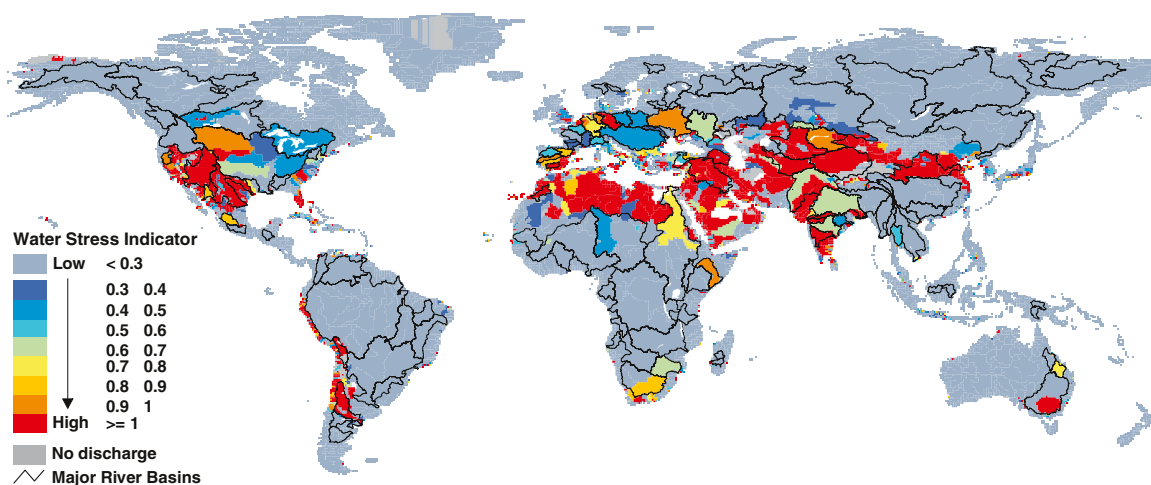 Water Stress Indicator
Low < 0.3
0.3 0.4
0.4 0.5
0.5 0.6
0.6 0.7
0.7 0.8
0.8 0.9
0.9 1
High >= 1
No discharge
Major River Basins